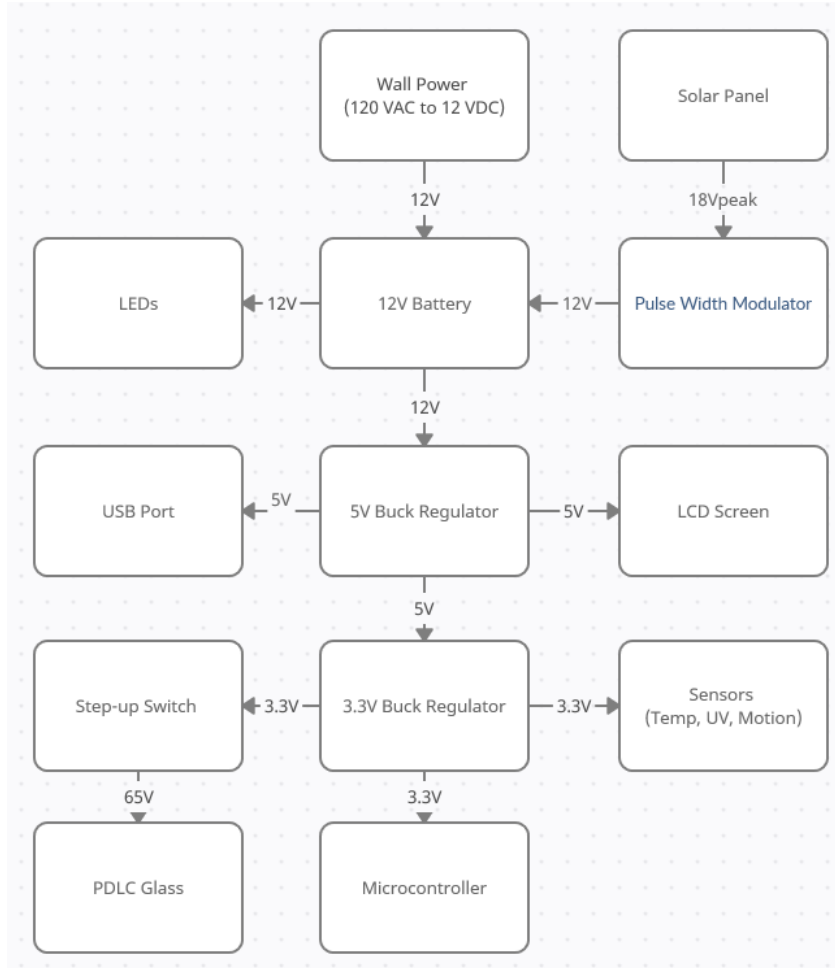 Wall Power
(120 VAC to 12 VDC)
Solar Panel
12V
18Vpeak
LEDs
12V
12V Battery
12V
Pulse Width Modulator
12V
USB Port
5V
5V Buck Regulator
5V
LCD Screen
5V
Step-up Switch
3.3V
3.3V Buck Regulator
3.3V
Sensors
(Temp, UV, Motion)
65V
3.3V
PDLC Glass
Microcontroller